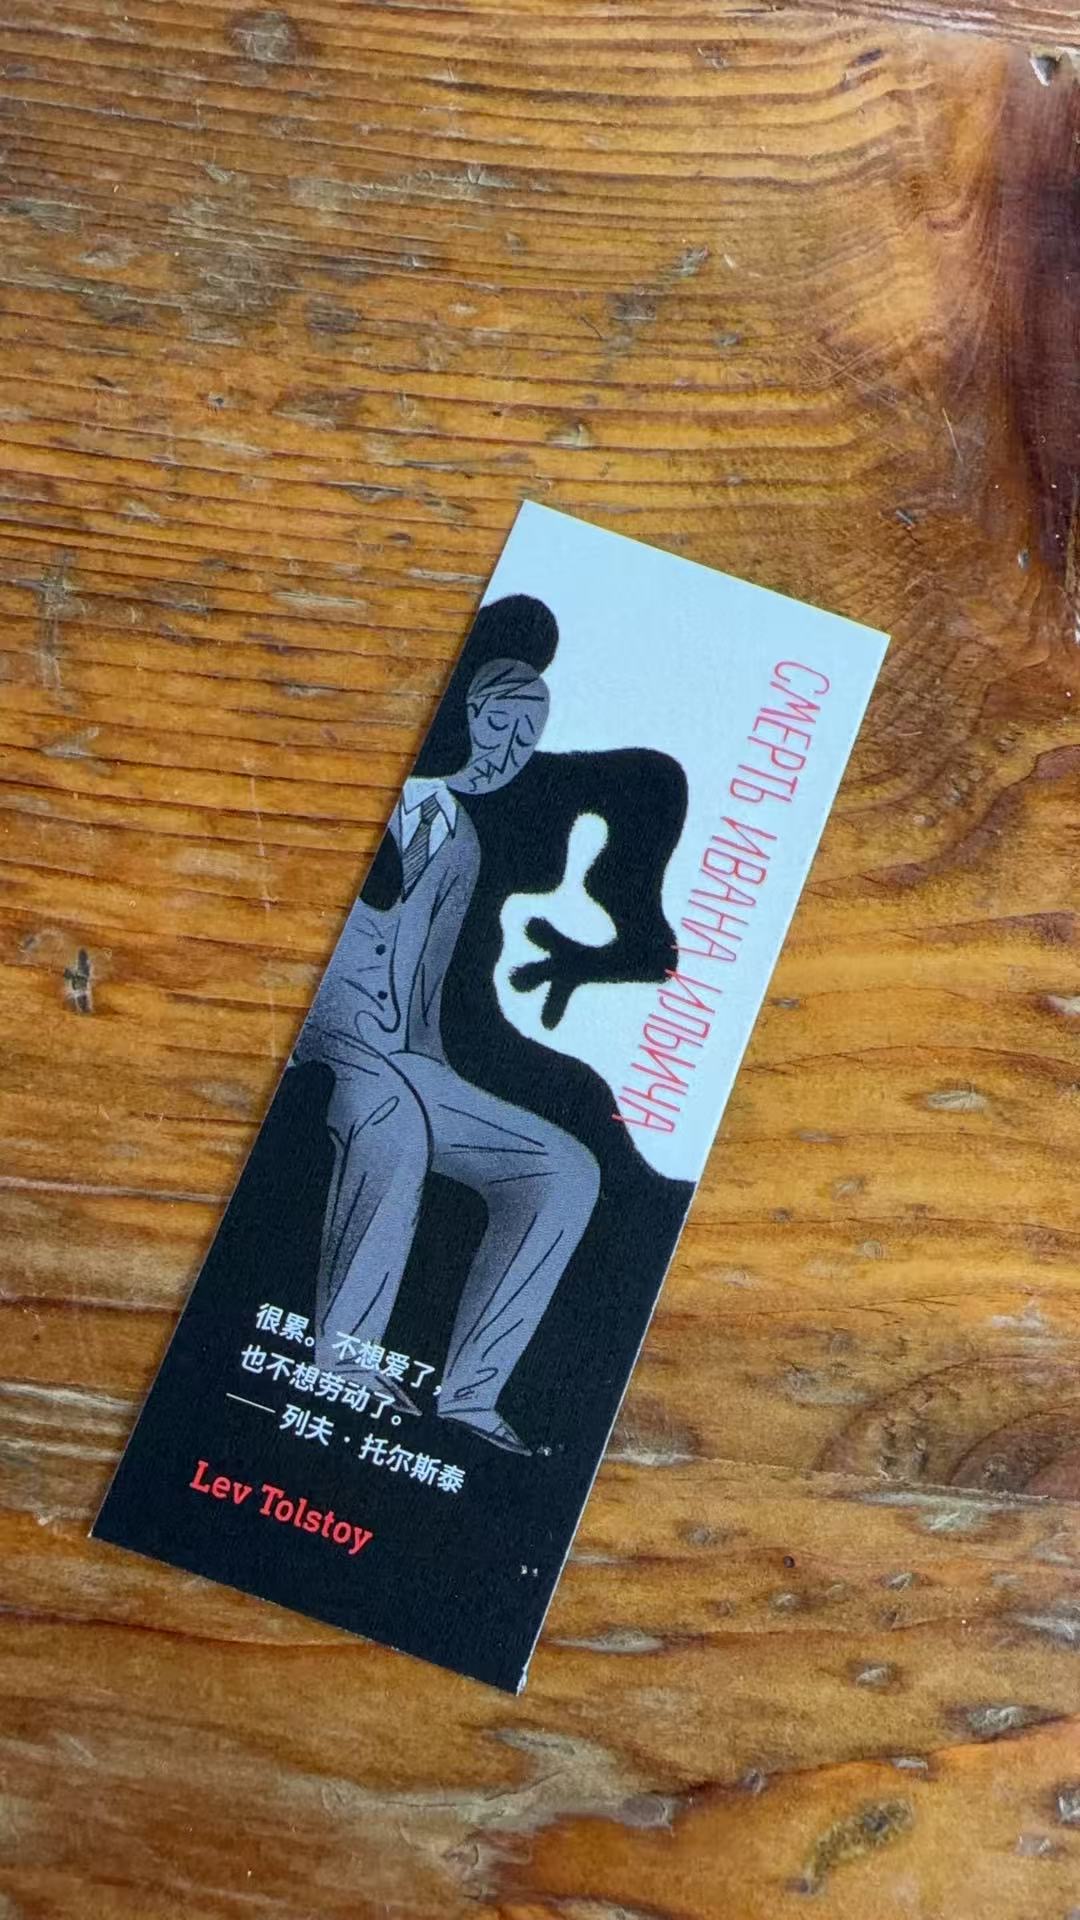 СМЕРТЬ ИВАНА ИЛЬИЧА
很累。不想爱了，
也不想劳动了。
—— 列夫·托尔斯泰
Lev Tolstoy